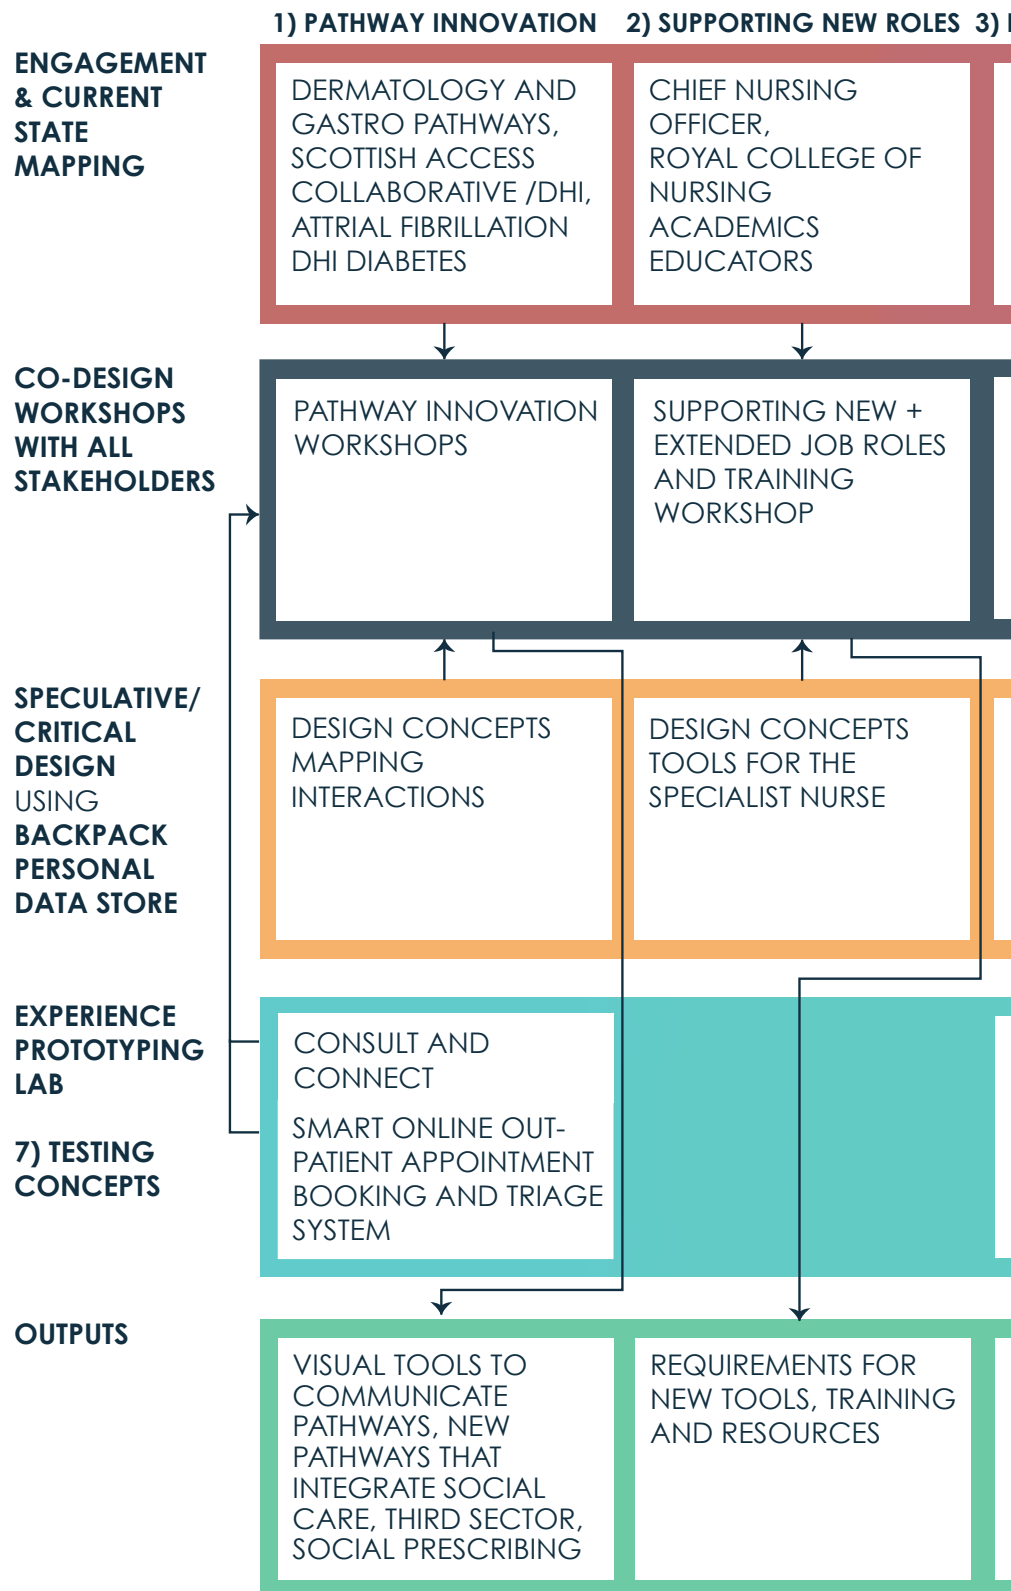 1) PATHWAY INNOVATION
2) SUPPORTING NEW ROLES
3)
ENGAGEMENT
& CURRENT
STATE
MAPPING
DERMATOLOGY AND
GASTRO PATHWAYS,
SCOTTISH ACCESS
COLLABORATIVE /DHI,
ATTRIAL FIBRILLATION
DHI DIABETES
CHIEF NURSING
OFFICER,
ROYAL COLLEGE OF
NURSING
ACADEMICS
EDUCATORS
CO-DESIGN
WORKSHOPS
WITH ALL
STAKEHOLDERS
PATHWAY INNOVATION
WORKSHOPS
SUPPORTING NEW +
EXTENDED JOB ROLES
AND TRAINING
WORKSHOP
SPECULATIVE/
CRITICAL
DESIGN
USING
BACKPACK
PERSONAL
DATA STORE
DESIGN CONCEPTS
MAPPING
INTERACTIONS
DESIGN CONCEPTS
TOOLS FOR THE
SPECIALIST NURSE
EXPERIENCE
PROTOTYPING
LAB
7) TESTING
CONCEPTS
CONSULT AND
CONNECT
SMART ONLINE OUT-
PATIENT APPOINTMENT
BOOKING AND TRIAGE
SYSTEM
OUTPUTS
VISUAL TOOLS TO
COMMUNICATE
PATHWAYS, NEW
PATHWAYS THAT
INTEGRATE SOCIAL
CARE, THIRD SECTOR,
SOCIAL PRESCRIBING
REQUIREMENTS FOR
NEW TOOLS, TRAINING
AND RESOURCES